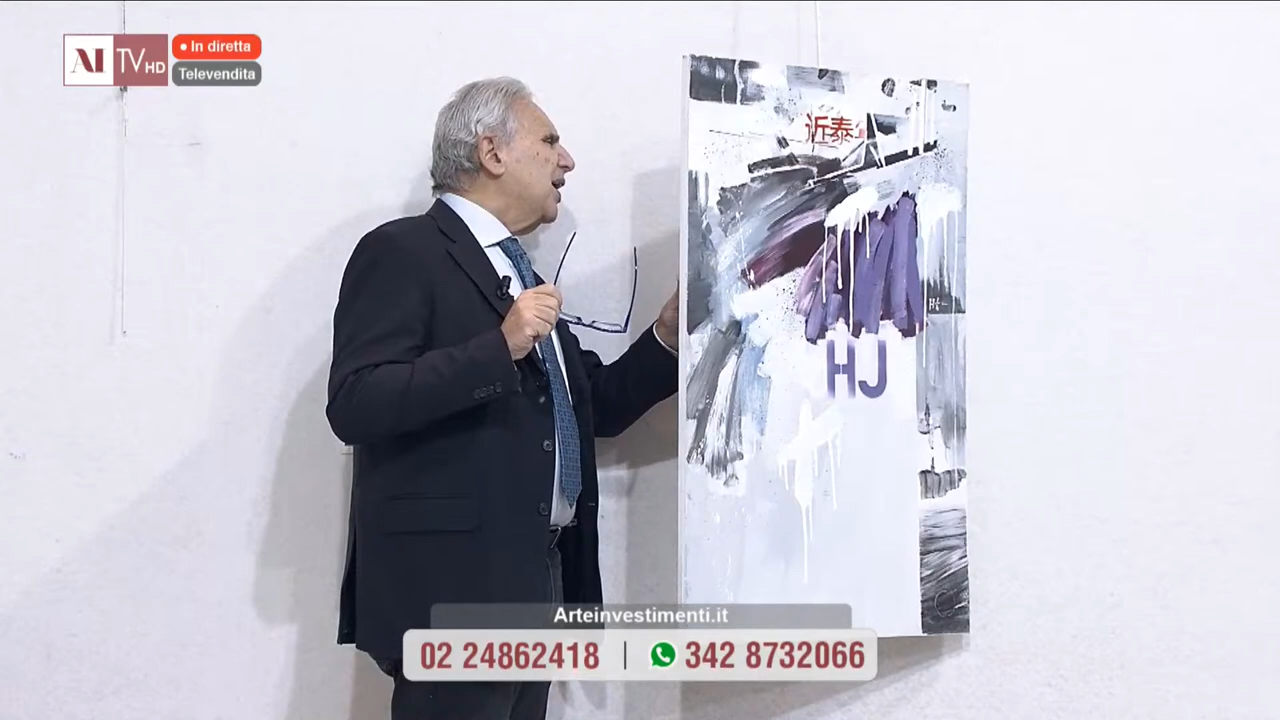 AI TV HD
• In diretta
Televendita
近泰
HJ
Arteinvestimenti.it
02 24862418 | 342 8732066